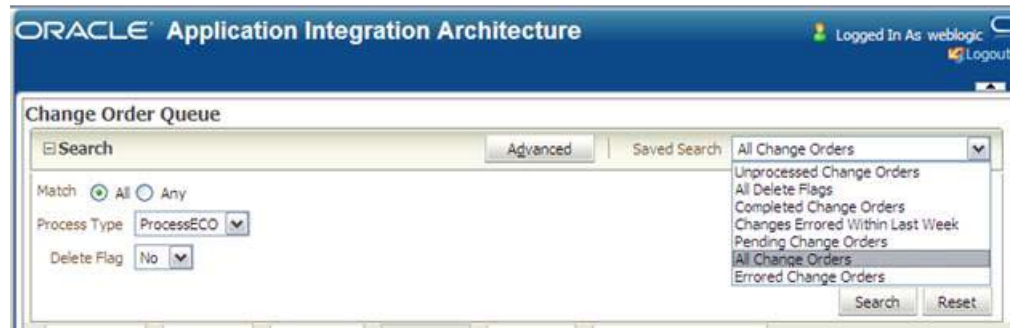 ORACLE Application Integration Architecture
Logged In As weblogic
Logout
Change Order Queue
Search
Advanced
Saved Search
All Change Orders
Match All Any
Process Type ProcessECO
Delete Flag No
Unprocessed Change Orders
All Delete Flags
Completed Change Orders
Changes Errored Within Last Week
Pending Change Orders
All Change Orders
Errored Change Orders
Search
Reset